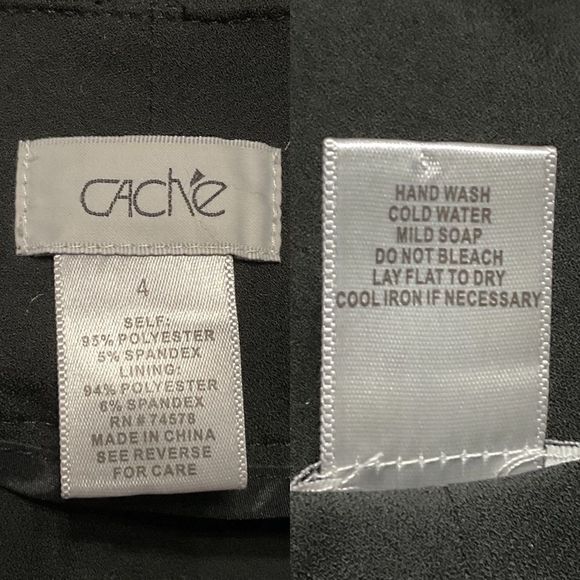 CACHÉ
4
SELF:
95% POLYESTER
5% SPANDEX
LINING:
94% POLYESTER
6% SPANDEX
RN # 74578
MADE IN CHINA
SEE REVERSE
FOR CARE
HAND WASH
COLD WATER
MILD SOAP
DO NOT BLEACH
LAY FLAT TO DRY
COOL IRON IF NECESSARY